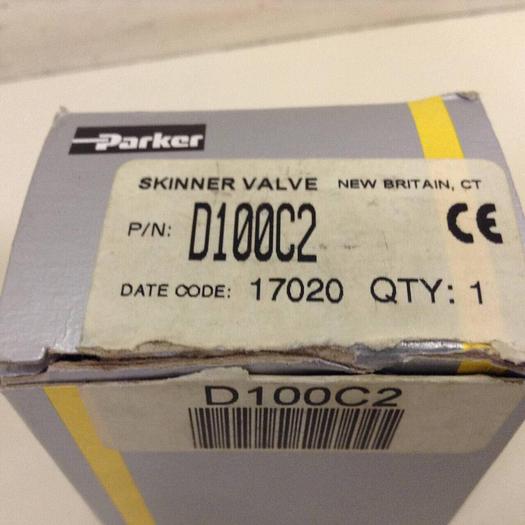 Parker
SKINNER VALVE NEW BRITAIN, CT
P/N: D100C2 CE
DATE CODE: 17020 QTY: 1
D100C2